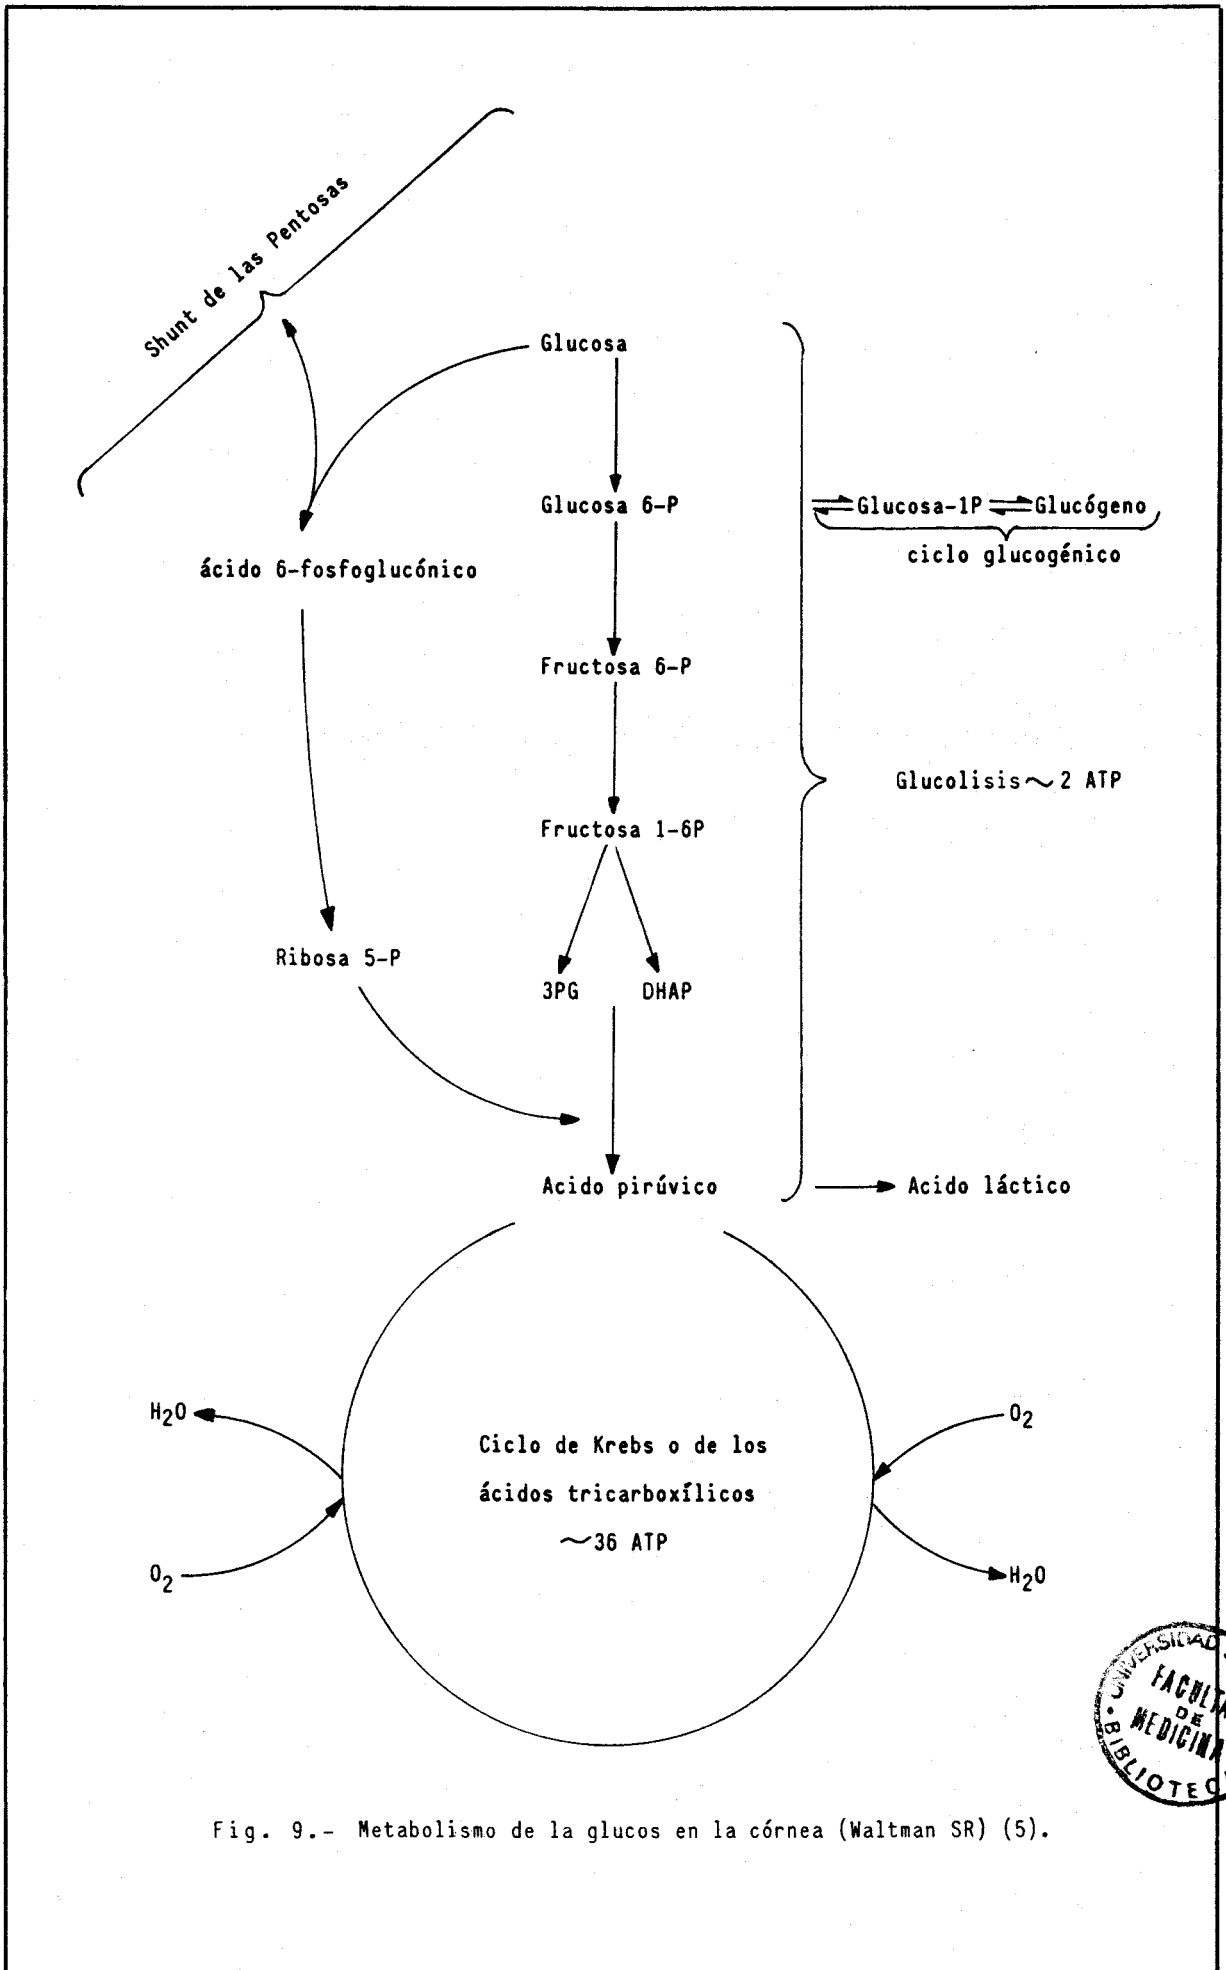 Shunt de las Pentosas
Glucosa
Glucosa 6-P
Glucosa-1P
Glucógeno
ciclo glucogénico
ácido 6-fosfoglucónico
Fructosa 6-P
Glucolisis ~ 2 ATP
Fructosa 1-6P
Ribosa 5-P
3PG
DHAP
Acido pirúvico
Acido láctico
H2O
O2
Ciclo de Krebs o de los
ácidos tricarboxílicos
~36 ATP
O2
H2O
UNIVERSIDAD
FACULTA
DE
MEDICINA
BIBLIOTEC
Fig. 9.- Metabolismo de la glucos en la córnea (Waltman SR) (5).